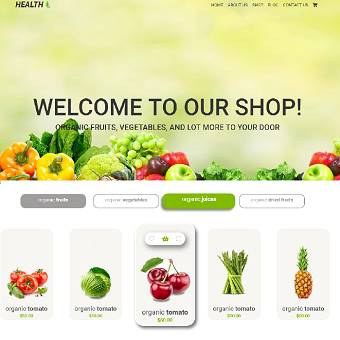 HEALTH
HOME ABOUT US SHOP BLOG CONTACT US
WELCOME TO OUR SHOP!
ORGANIC FRUITS, VEGETABLES, AND LOT MORE TO YOUR DOOR
organic fruits
organic vegetables
organic juices
organic dried fruits
organic tomato
$50.00
organic tomato
$50.00
organic tomato
$50.00
organic tomato
$50.00
organic tomato
$50.00